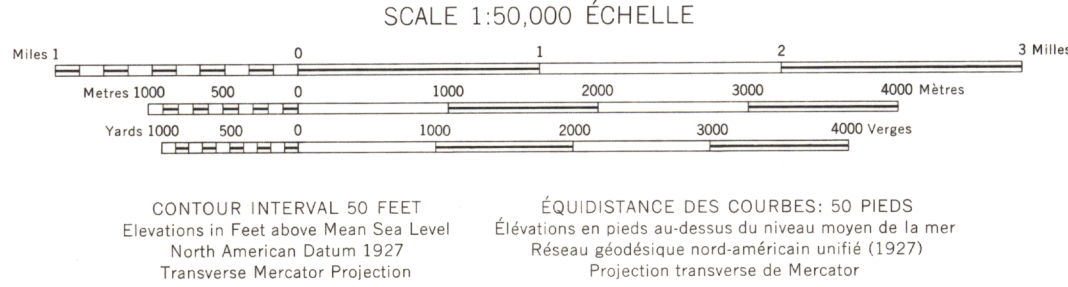 SCALE 1:50,000 ÉCHELLE
Miles 1 0 1 2 3 Milles
Metres 1000 500 0 1000 2000 3000 4000 Mètres
Yards 1000 500 0 1000 2000 3000 4000 Verges
CONTOUR INTERVAL 50 FEET
Elevations in Feet above Mean Sea Level
North American Datum 1927
Transverse Mercator Projection
ÉQUIDISTANCE DES COURBES: 50 PIEDS
Élévations en pieds au-dessus du niveau moyen de la mer
Réseau géodésique nord-américain unifié (1927)
Projection transverse de Mercator